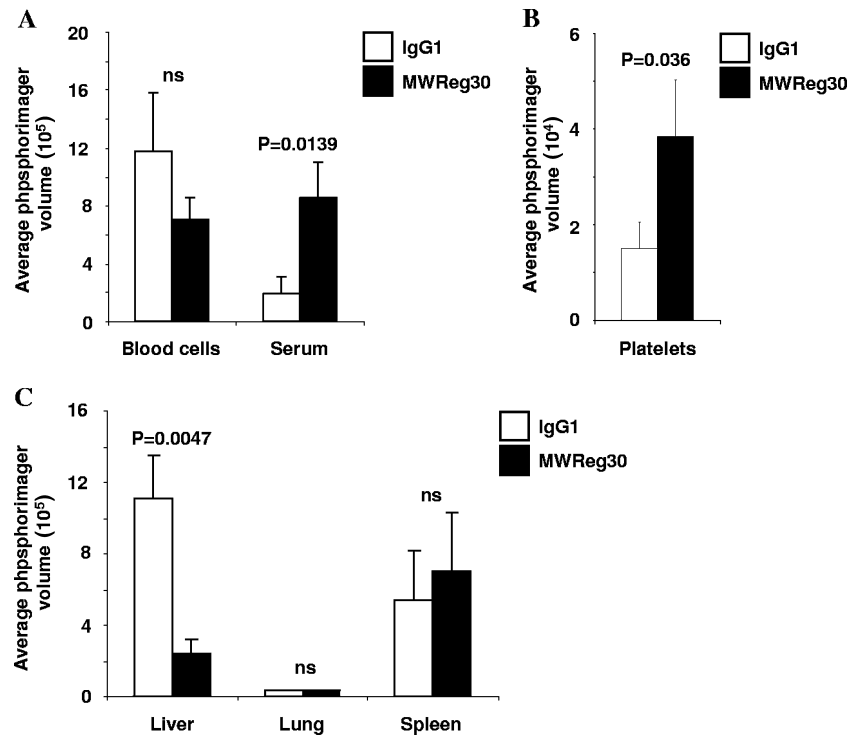 A
Average phpsphorimager
volume (10⁵)
20
16
12
8
4
0
ns
P=0.0139
IgG1
MWReg30
Blood cells
Serum
B
Average phpsphorimager
volume (10⁴)
6
4
2
0
P=0.036
IgG1
MWReg30
Platelets
C
Average phpsphorimager
volume (10⁵)
16
12
8
4
0
P=0.0047
ns
ns
IgG1
MWReg30
Liver
Lung
Spleen